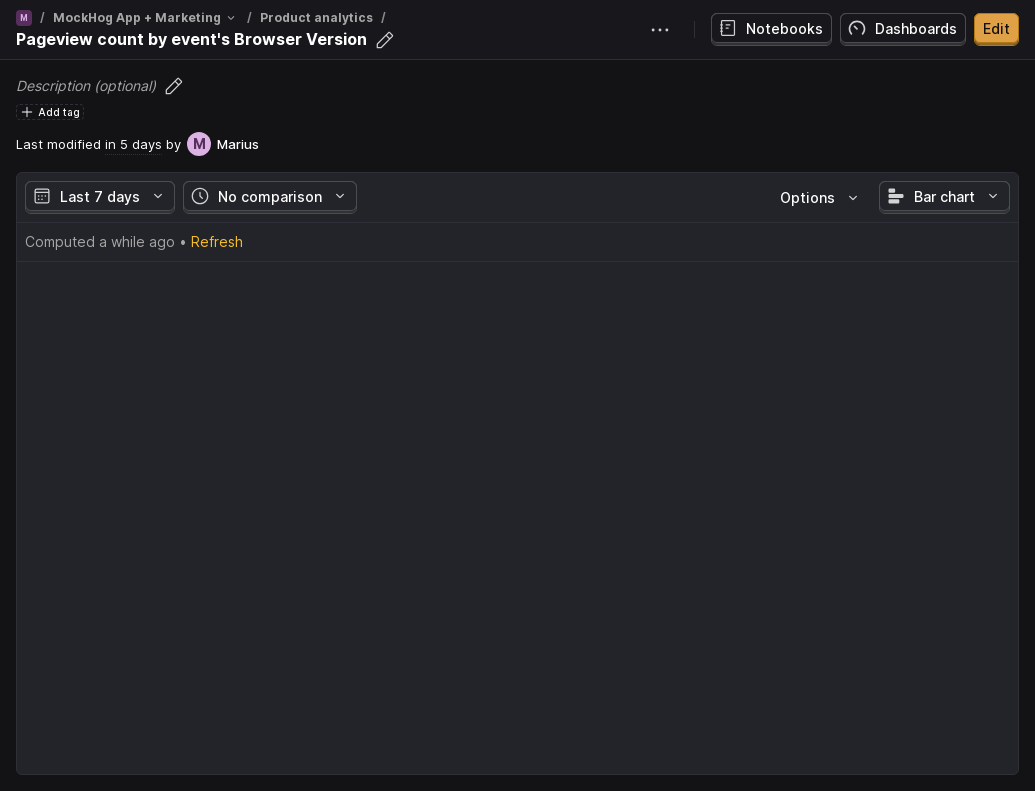 M / MockHog App + Marketing / Product analytics /
Pageview count by event's Browser Version
Notebooks
Dashboards
Edit
Description (optional)
Add tag
Last modified in 5 days by M Marius
Last 7 days
No comparison
Options
Bar chart
Computed a while ago • Refresh